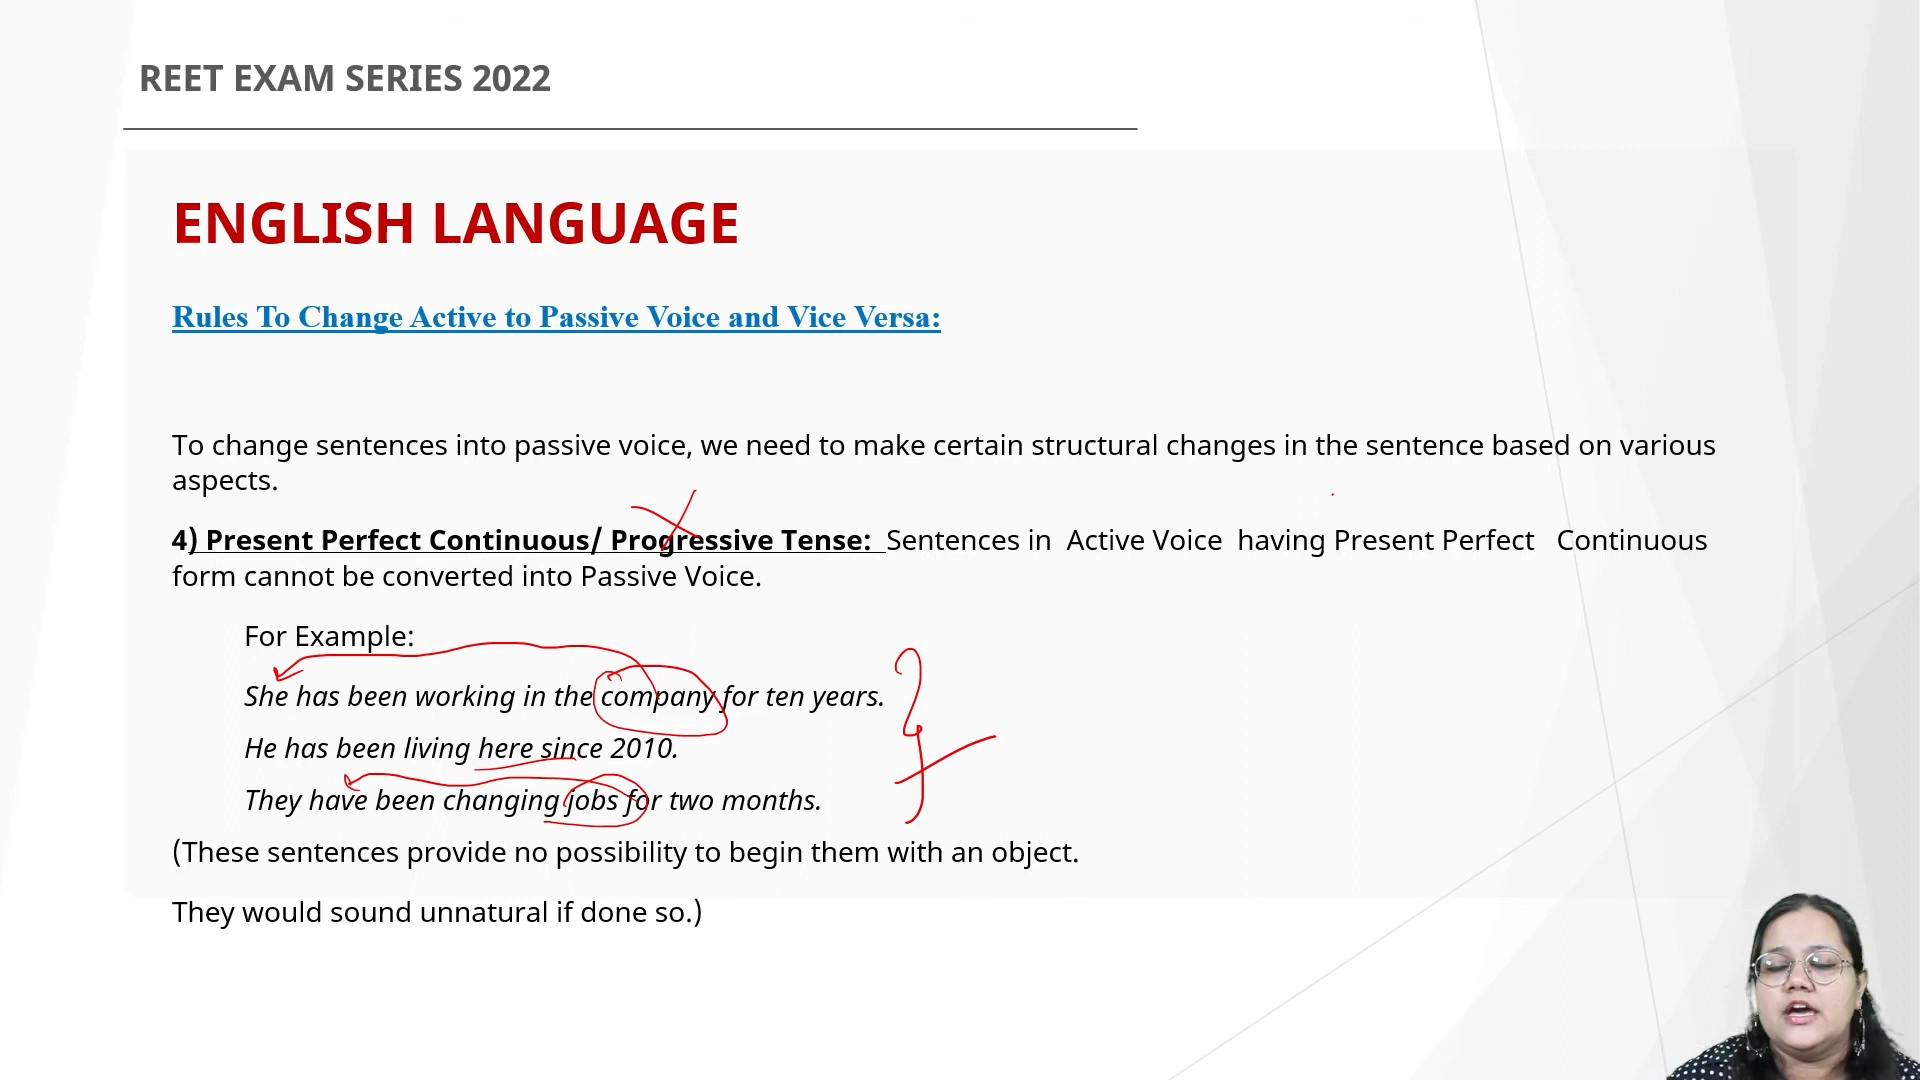 REET EXAM SERIES 2022
ENGLISH LANGUAGE
Rules To Change Active to Passive Voice and Vice Versa:
To change sentences into passive voice, we need to make certain structural changes in the sentence based on various
aspects.
4) Present Perfect Continuous/ Progressive Tense: Sentences in Active Voice having Present Perfect Continuous
form cannot be converted into Passive Voice.
For Example:
She has been working in the company for ten years.
He has been living here since 2010.
They have been changing jobs for two months.
(These sentences provide no possibility to begin them with an object.
They would sound unnatural if done so.)